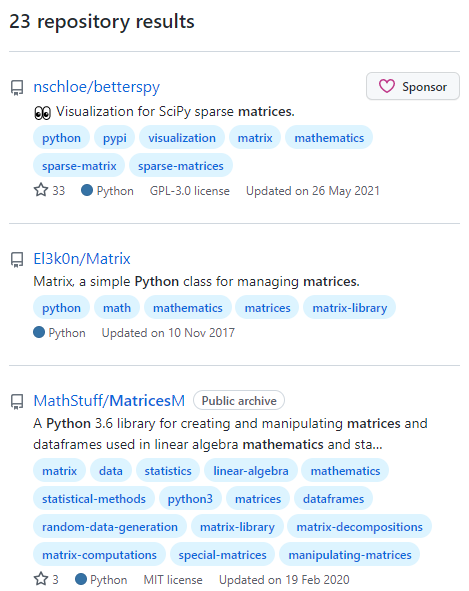 23 repository results
nschloe/betterspy
Sponsor
👀 Visualization for SciPy sparse matrices.
python pypi visualization matrix mathematics
sparse-matrix sparse-matrices
33 Python GPL-3.0 license Updated on 26 May 2021
El3k0n/Matrix
Matrix, a simple Python class for managing matrices.
python math mathematics matrices matrix-library
Python Updated on 10 Nov 2017
MathStuff/MatricesM Public archive
A Python 3.6 library for creating and manipulating matrices and
dataframes used in linear algebra mathematics and sta...
matrix data statistics linear-algebra mathematics
statistical-methods python3 matrices dataframes
random-data-generation matrix-library matrix-decompositions
matrix-computations special-matrices manipulating-matrices
3 Python MIT license Updated on 19 Feb 2020